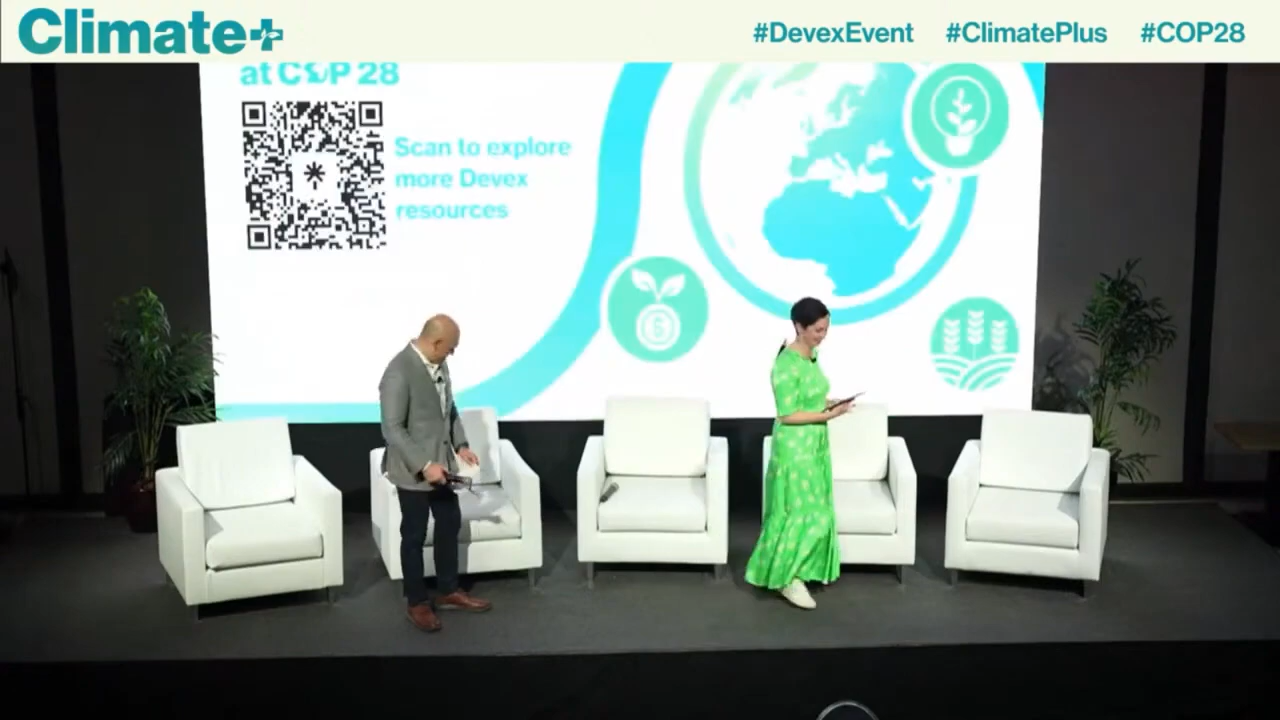 Climate+
#DevexEvent #ClimatePlus #COP28
at COP 28
Scan to explore
more Devex
resources